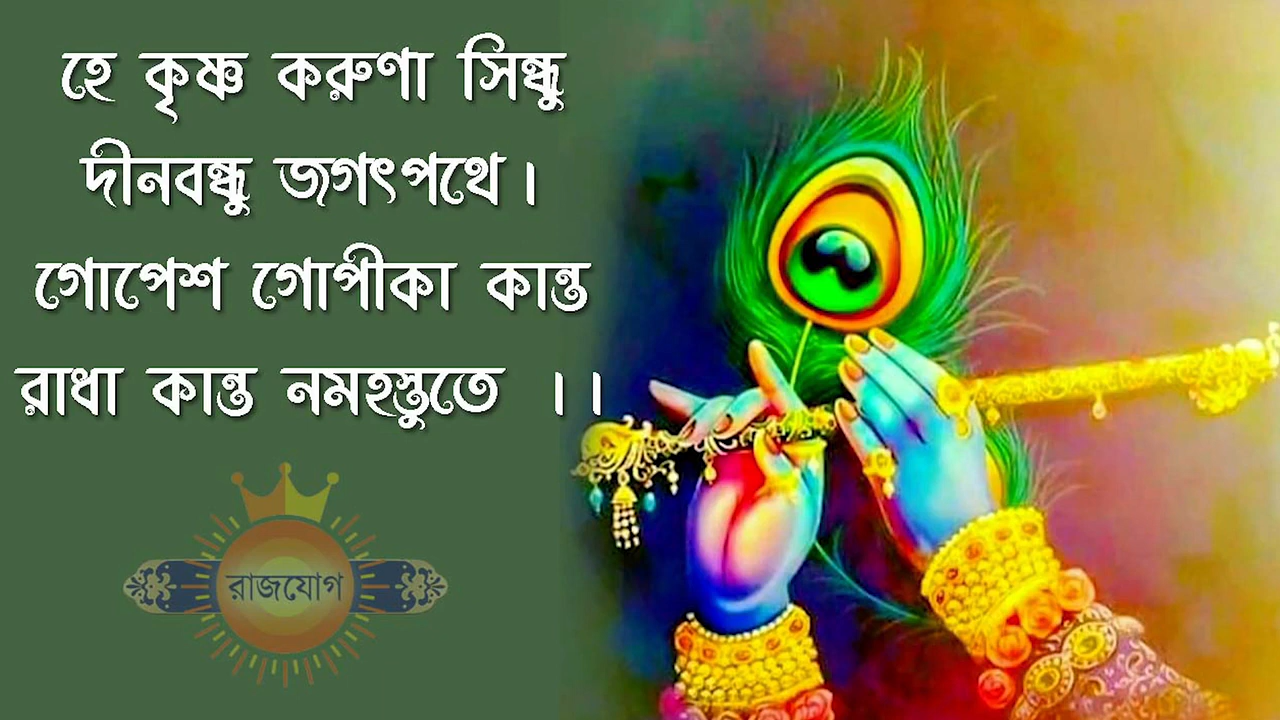 হে কৃষ্ণ করুণা সিন্ধু
দীনবন্ধু জগৎপথে।
গোপেশ গোপীকা কান্ত
রাধা কান্ত নমহস্তুতে ।।
রাজযোগ